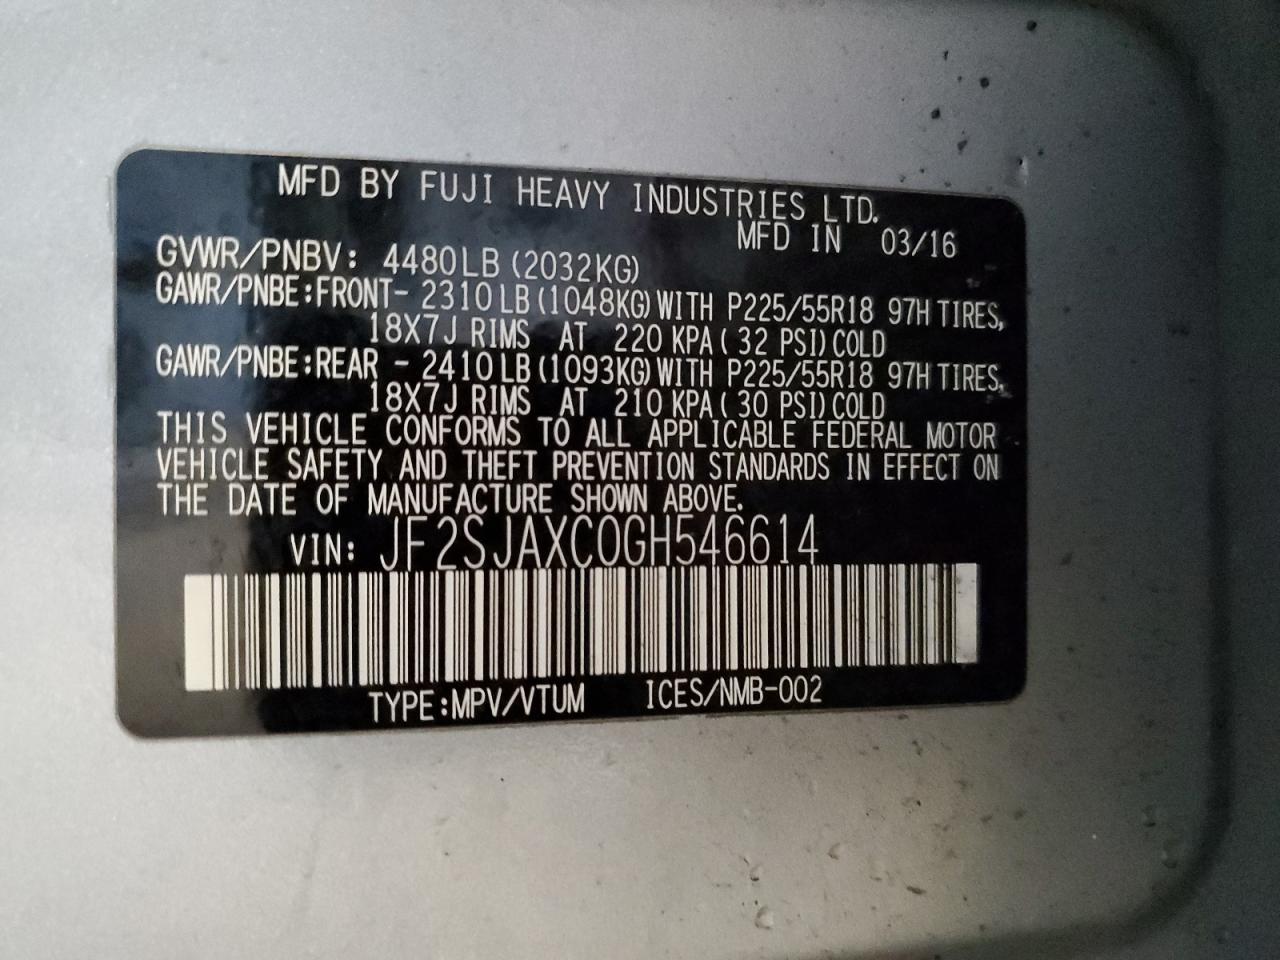 MFD BY FUJI HEAVY INDUSTRIES LTD.
MFD IN 03/16
GVWR/PNBV: 4480LB (2032KG)
GAWR/PNBE:FRONT- 2310LB (1048KG) WITH P225/55R18 97H TIRES,
18X7J RIMS AT 220 KPA ( 32 PSI) COLD
GAWR/PNBE:REAR - 2410LB (1093KG) WITH P225/55R18 97H TIRES,
18X7J RIMS AT 210 KPA ( 30 PSI) COLD
THIS VEHICLE CONFORMS TO ALL APPLICABLE FEDERAL MOTOR
VEHICLE SAFETY AND THEFT PREVENTION STANDARDS IN EFFECT ON
THE DATE OF MANUFACTURE SHOWN ABOVE.
VIN: JF2SJAXC0GH546614
TYPE:MPV/VTUM ICES/NMB-002